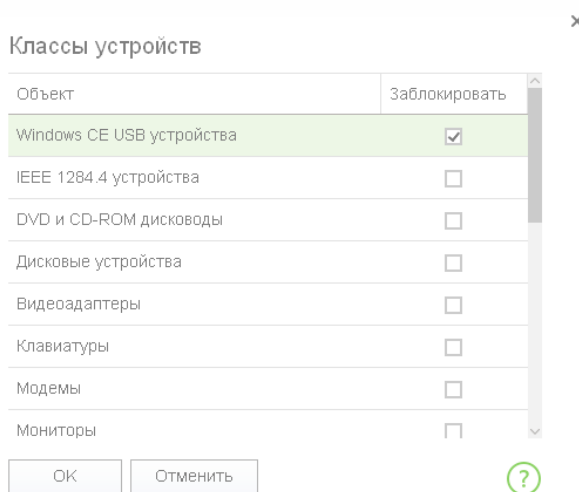 Классы устройств
Объект Заблокировать
Windows CE USB устройства
IEEE 1284.4 устройства
DVD и CD-ROM дисководы
Дисковые устройства
Видеоадаптеры
Клавиатуры
Модемы
Мониторы
OK Отменить ?